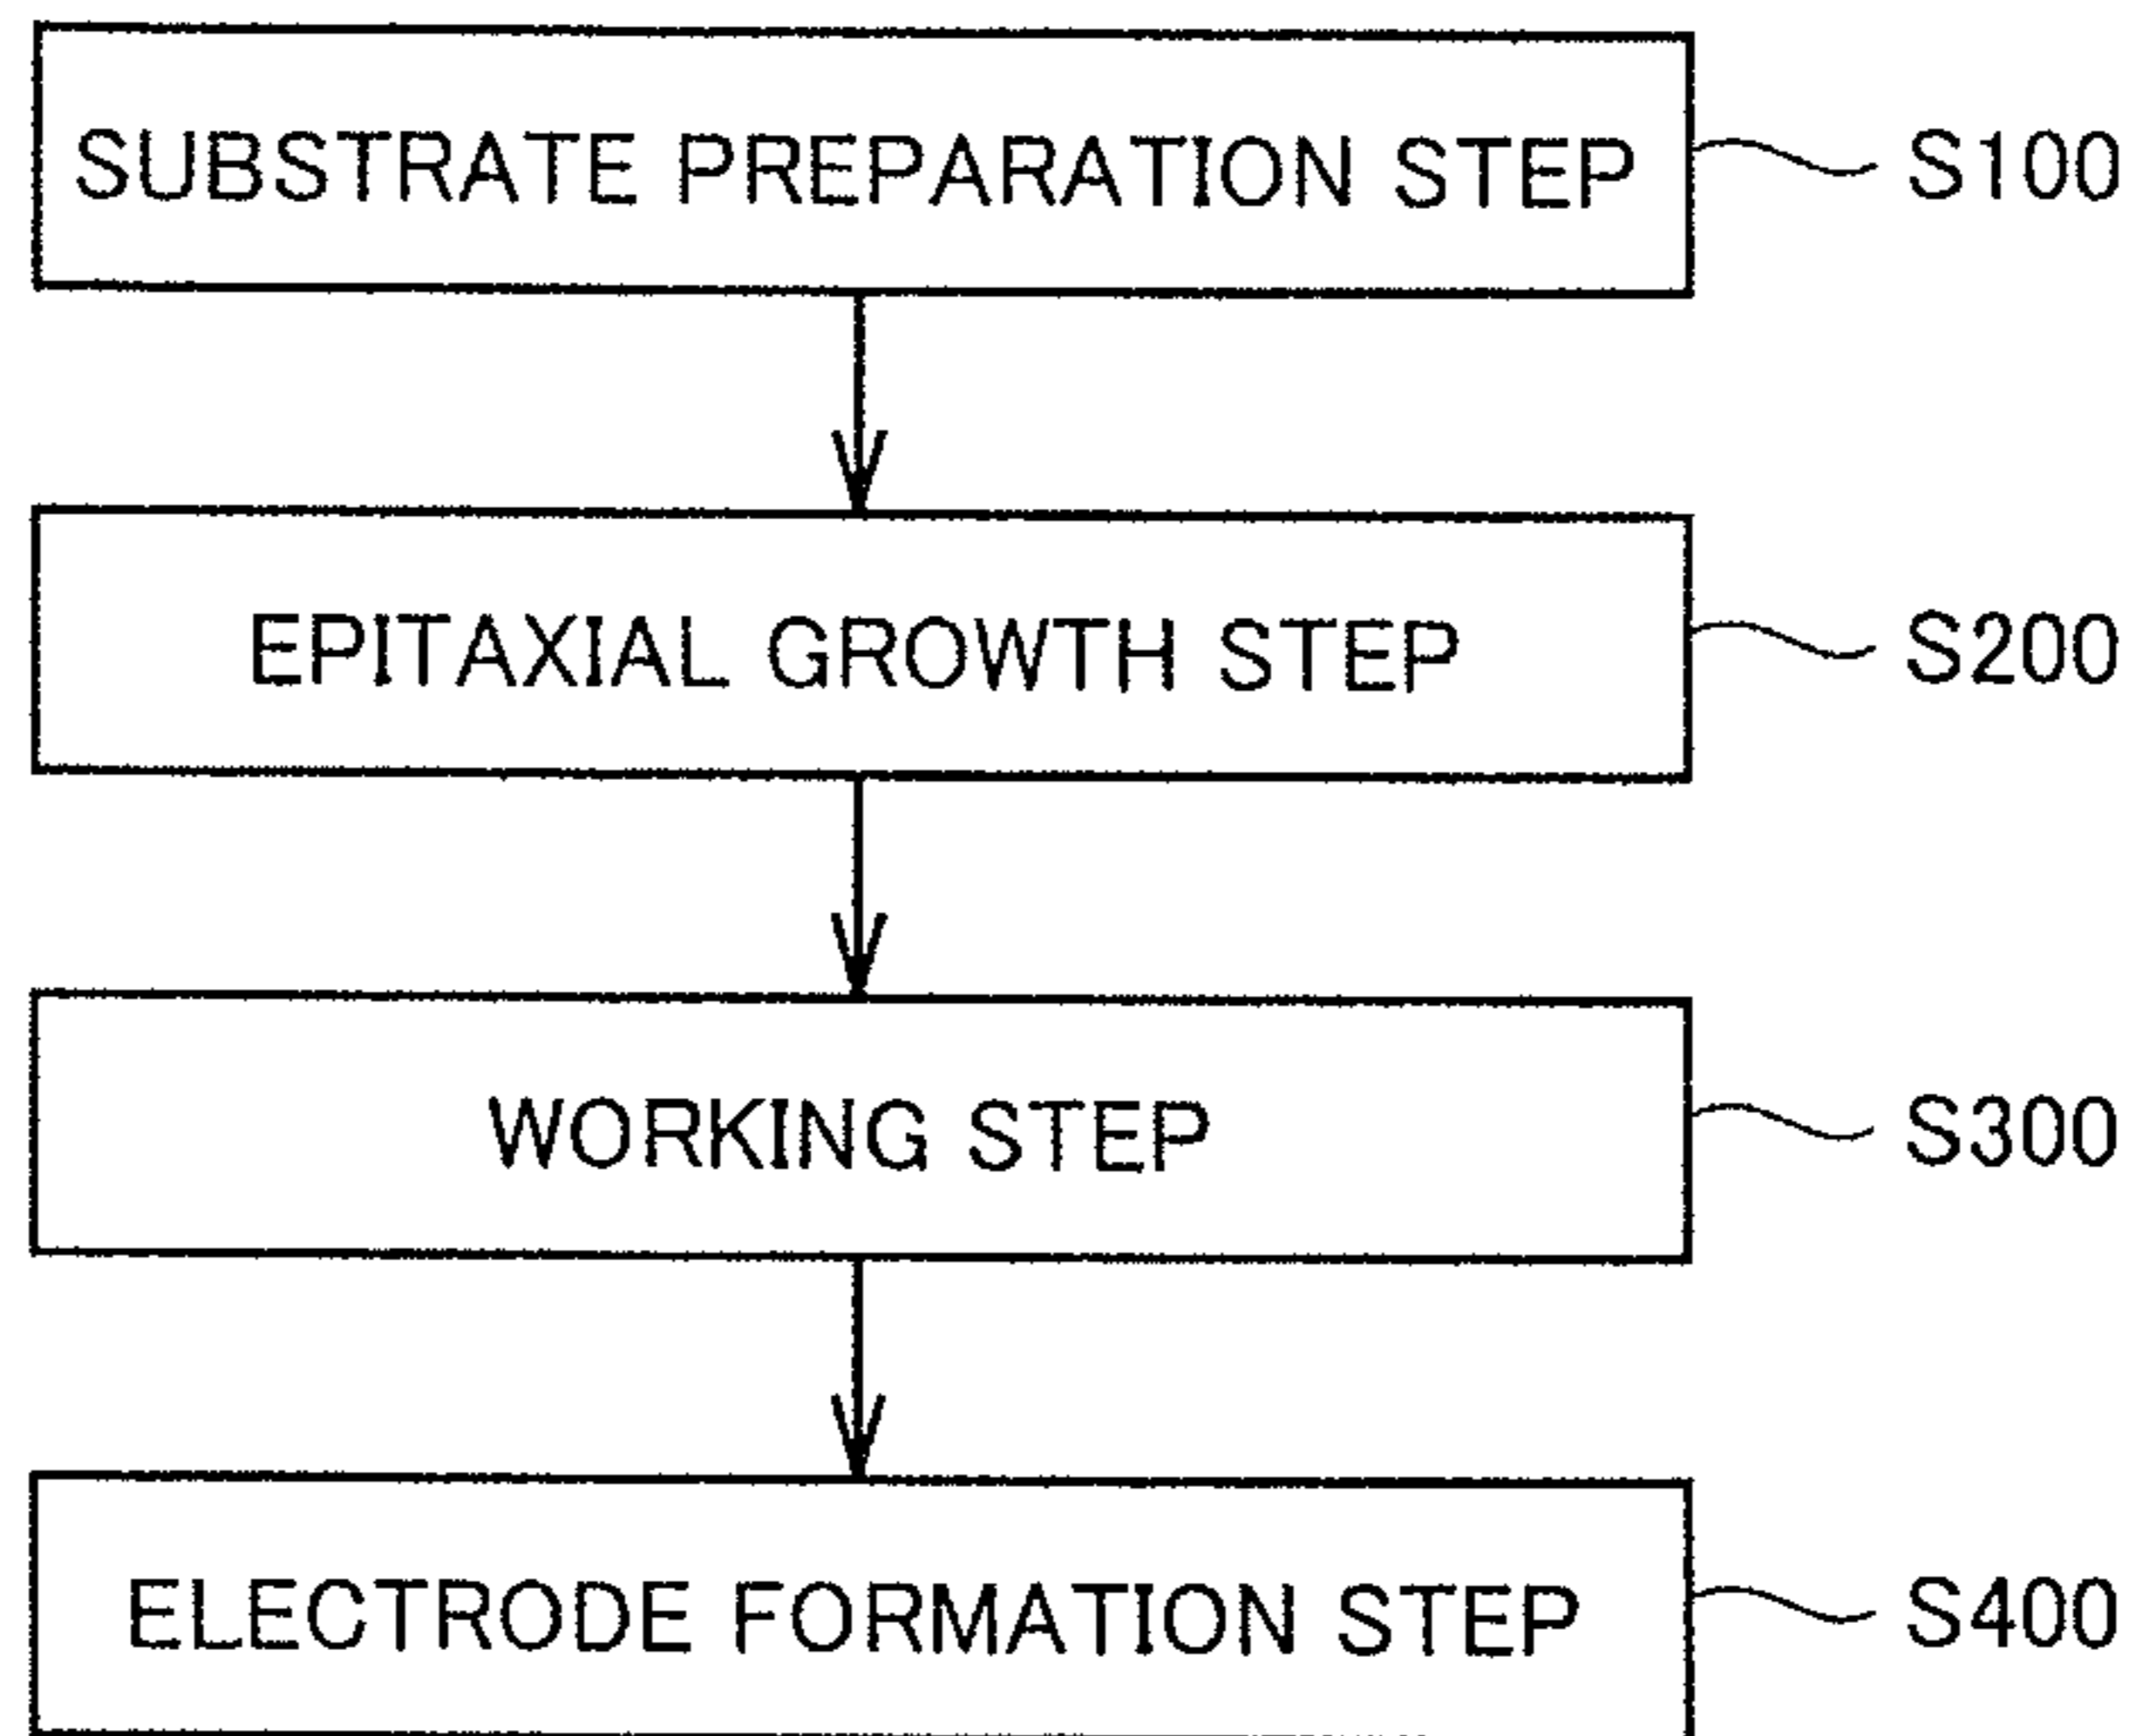 SUBSTRATE PREPARATION STEP S100
EPITAXIAL GROWTH STEP S200
WORKING STEP S300
ELECTRODE FORMATION STEP S400